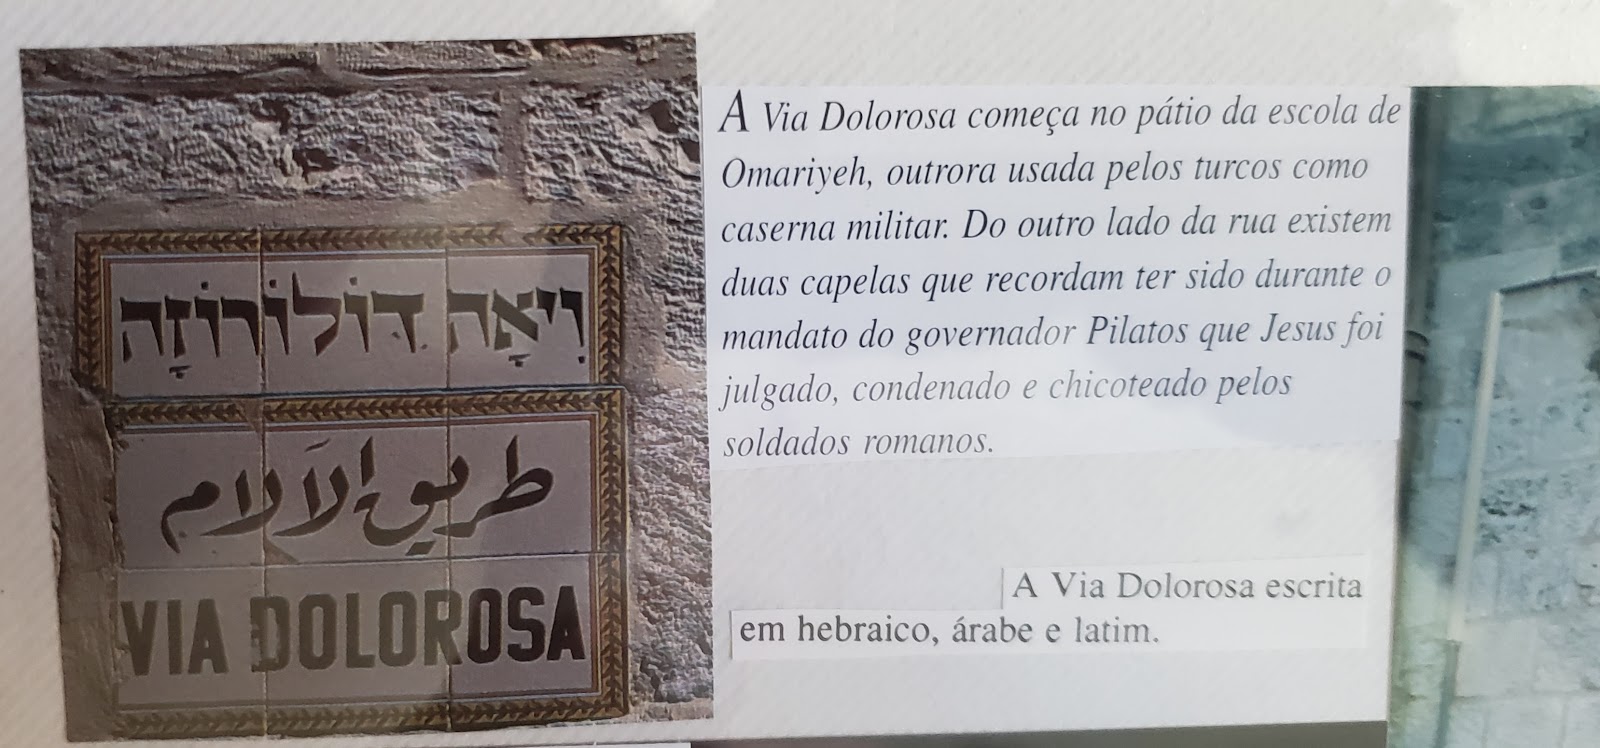 וִיאָה דּוֹלוֹרוֹזָה
طريق الآلام
VIA DOLOROSA
A Via Dolorosa começa no pátio da escola de
Omariyeh, outrora usada pelos turcos como
caserna militar. Do outro lado da rua existem
duas capelas que recordam ter sido durante o
mandato do governador Pilatos que Jesus foi
julgado, condenado e chicoteado pelos
soldados romanos.
A Via Dolorosa escrita
em hebraico, árabe e latim.